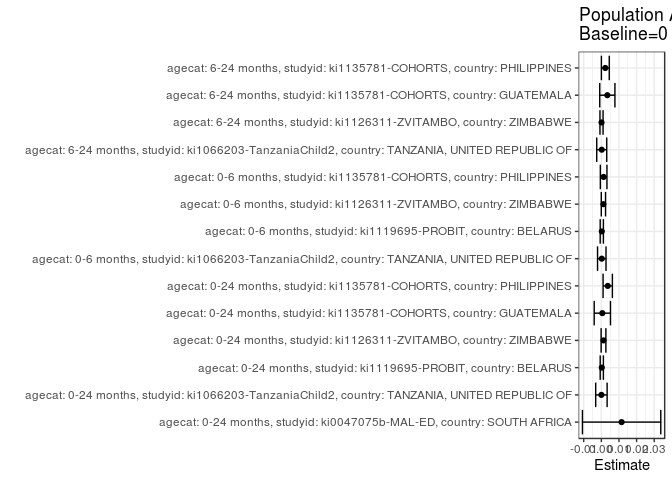 Population
Baseline=0
agecat: 6-24 months, studyid: ki1135781-COHORTS, country: PHILIPPINES
agecat: 6-24 months, studyid: ki1135781-COHORTS, country: GUATEMALA
agecat: 6-24 months, studyid: ki1126311-ZVITAMBO, country: ZIMBABWE
agecat: 6-24 months, studyid: ki1066203-TanzaniaChild2, country: TANZANIA, UNITED REPUBLIC OF
agecat: 0-6 months, studyid: ki1135781-COHORTS, country: PHILIPPINES
agecat: 0-6 months, studyid: ki1126311-ZVITAMBO, country: ZIMBABWE
agecat: 0-6 months, studyid: ki1119695-PROBIT, country: BELARUS
agecat: 0-6 months, studyid: ki1066203-TanzaniaChild2, country: TANZANIA, UNITED REPUBLIC OF
agecat: 0-24 months, studyid: ki1135781-COHORTS, country: PHILIPPINES
agecat: 0-24 months, studyid: ki1135781-COHORTS, country: GUATEMALA
agecat: 0-24 months, studyid: ki1126311-ZVITAMBO, country: ZIMBABWE
agecat: 0-24 months, studyid: ki1119695-PROBIT, country: BELARUS
agecat: 0-24 months, studyid: ki1066203-TanzaniaChild2, country: TANZANIA, UNITED REPUBLIC OF
agecat: 0-24 months, studyid: ki0047075b-MAL-ED, country: SOUTH AFRICA
-0.01 0.00 0.01 0.02 0.03
Estimate